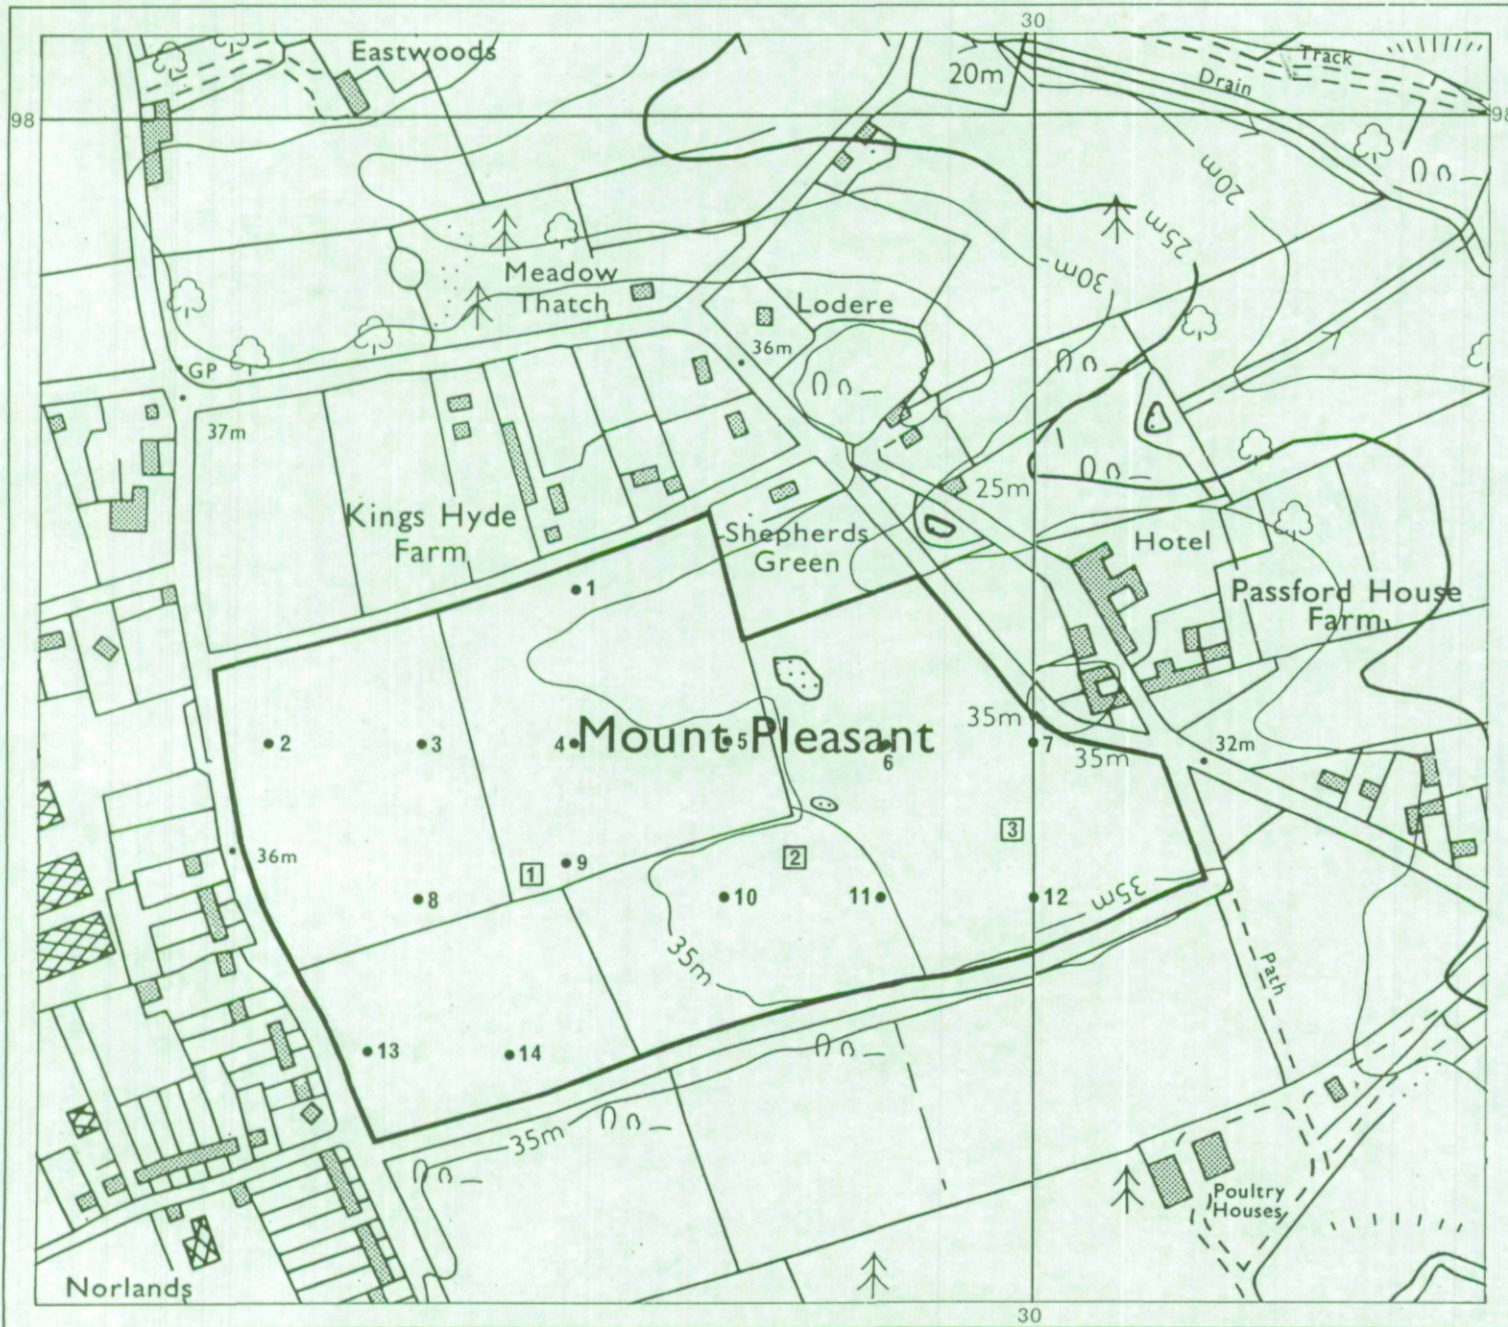 30
Eastwoods
20m
Track
Drain
98
98
20m
25m
30m
Meadow
Thatch
Lodere
36m
GP
37m
Kings Hyde
Farm
25m
Shepherds
Green
Hotel
Passford House
Farm
1
35m
2
3
4
Mount Pleasant
5
6
7
35m
32m
36m
3
1
9
2
8
10
11
12
35m
35m
Path
13
14
35m
Poultry
Houses
Norlands
30